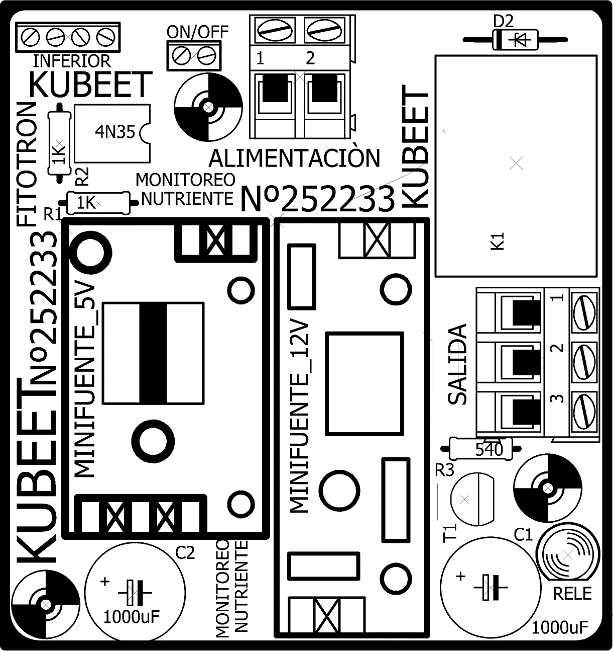 ON/OFF
D2
INFERIOR
KUBEET
1 2
KUBEET
FITOTRON
4N35
1K
R2
ALIMENTACIÒN
MONITOREO
NUTRIENTE
Nº252233
R1
1K
K1
Nº252233
MINIFUENTE_5V
MINIFUENTE_12V
SALIDA
1
2
3
KUBEET
540
R3
T1
C1
C2
MONITOREO
NUTRIENTE
+
1000uF
+
RELE
1000uF